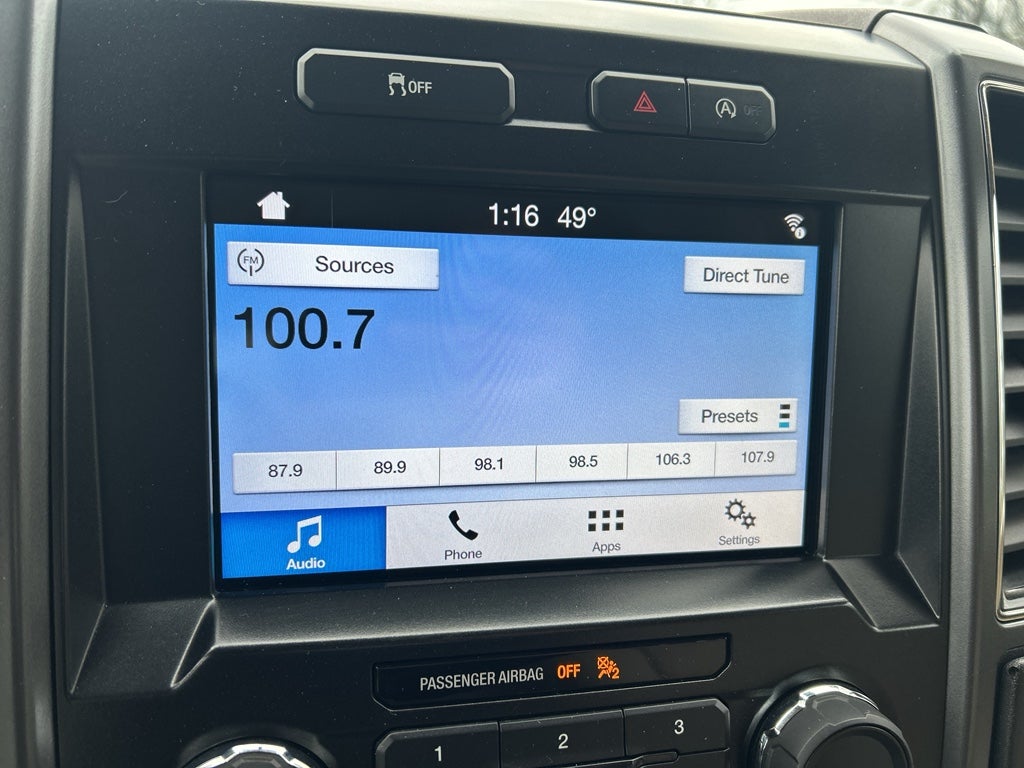 OFF
A OFF
1:16 49°
FM Sources
Direct Tune
100.7
Presets
87.9 89.9 98.1 98.5 106.3 107.9
Audio Phone Apps Settings
PASSENGER AIRBAG OFF 2
1 2 3